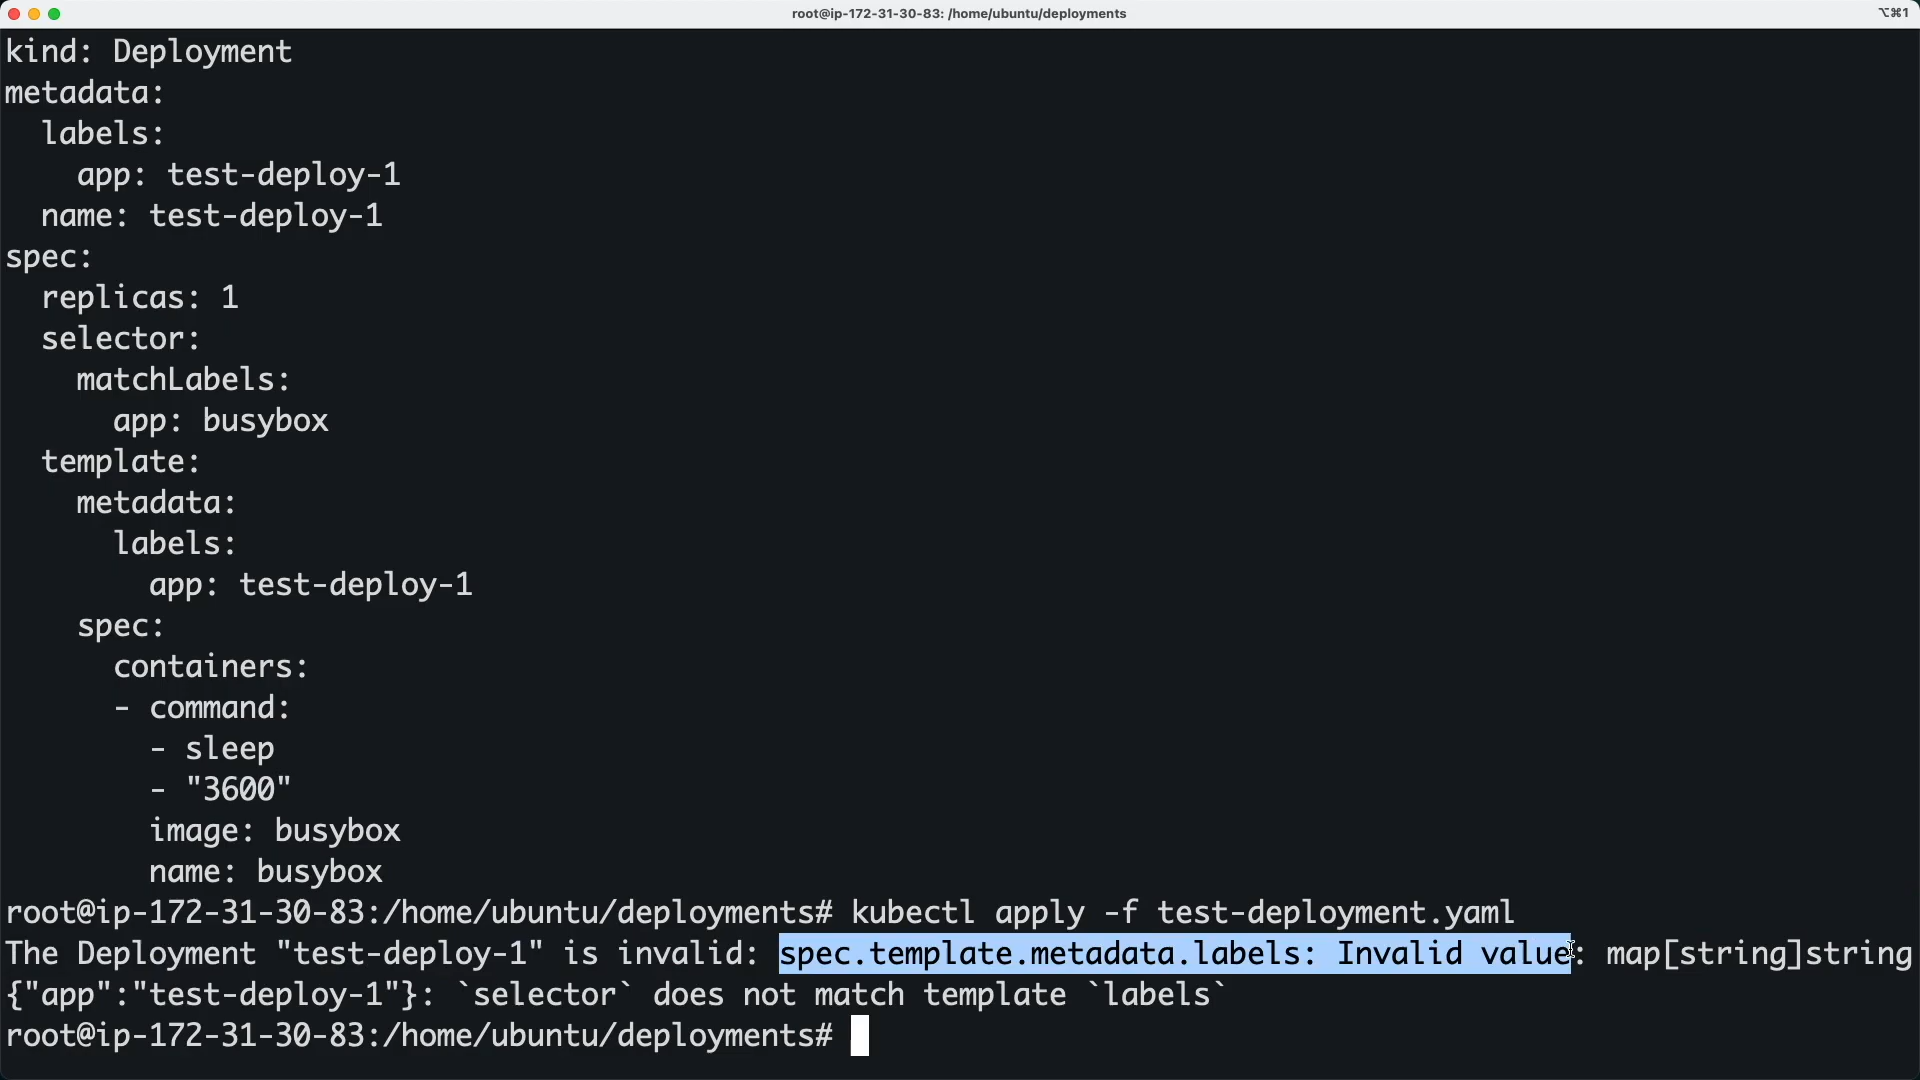 root@ip-172-31-30-83: /home/ubuntu/deployments
⌥⌘1
kind: Deployment
metadata:
  labels:
    app: test-deploy-1
  name: test-deploy-1
spec:
  replicas: 1
  selector:
    matchLabels:
      app: busybox
  template:
    metadata:
      labels:
        app: test-deploy-1
    spec:
      containers:
      - command:
        - sleep
        - "3600"
        image: busybox
        name: busybox
root@ip-172-31-30-83:/home/ubuntu/deployments# kubectl apply -f test-deployment.yaml
The Deployment "test-deploy-1" is invalid: spec.template.metadata.labels: Invalid value: map[string]string
{"app":"test-deploy-1"}: `selector` does not match template `labels`
root@ip-172-31-30-83:/home/ubuntu/deployments#